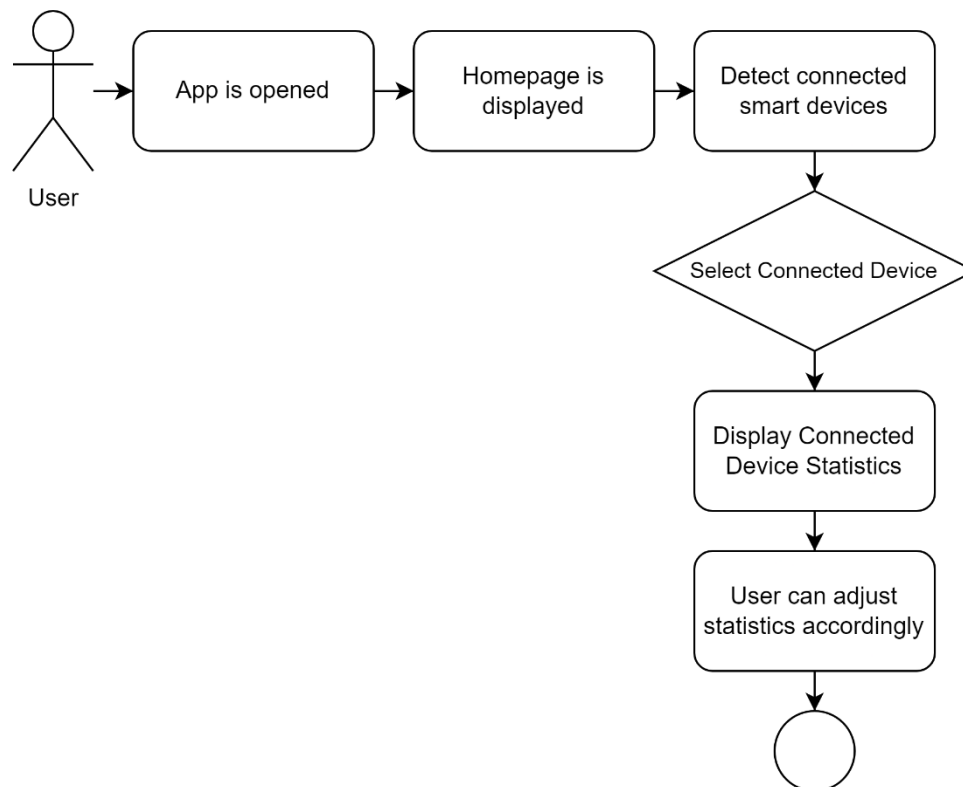 User
App is opened
Homepage is
displayed
Detect connected
smart devices
Select Connected Device
Display Connected
Device Statistics
User can adjust
statistics accordingly